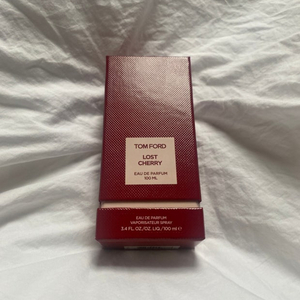 TOM FORD
LOST
CHERRY
EAU DE PARFUM
100 ML
EAU DE PARFUM
VAPORISATEUR SPRAY
3.4 FL. OZ./OZ. LIQ./100 ml ℮